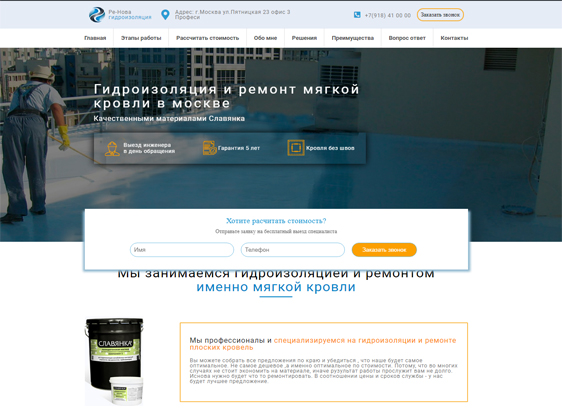 Ре-Нова
гидроизоляция
Адрес: г.Москва ул.Пятницкая 23 офис 3
Професи
+7(918) 41 00 00
Заказать звонок
Главная
Этапы работы
Рассчитать стоимость
Обо мне
Решения
Преимущества
Вопрос ответ
Контакты
Гидроизоляция и ремонт мягкой
кровли в москве
Качественными материалами Славянка
Выезд инженера
в день обращения
Гарантия 5 лет
Кровля без швов
Хотите расчитать стоимость?
Отправьте заявку на бесплатный выезд специалиста
Имя
Телефон
Заказать звонок
Мы занимаемся гидроизоляцией и ремонтом
именно мягкой кровли
СЛАВЯНКА
Мы профессионалы и специализируемся на гидроизоляции и ремонте
плоских кровель
Вы можете собрать все предложения по краю и убедиться , что наше будет самое
оптимальное. Не самое дешевое, а именно оптимальное по стоимости. Потому, что во многих
случаях не стоит экономить на материале, иначе рузультат работы прослужит вам не долго.
Иснова нужно будет что то ремонтировать. В соотношении цены и сроков службы - у нас
будет лучшее предложение.